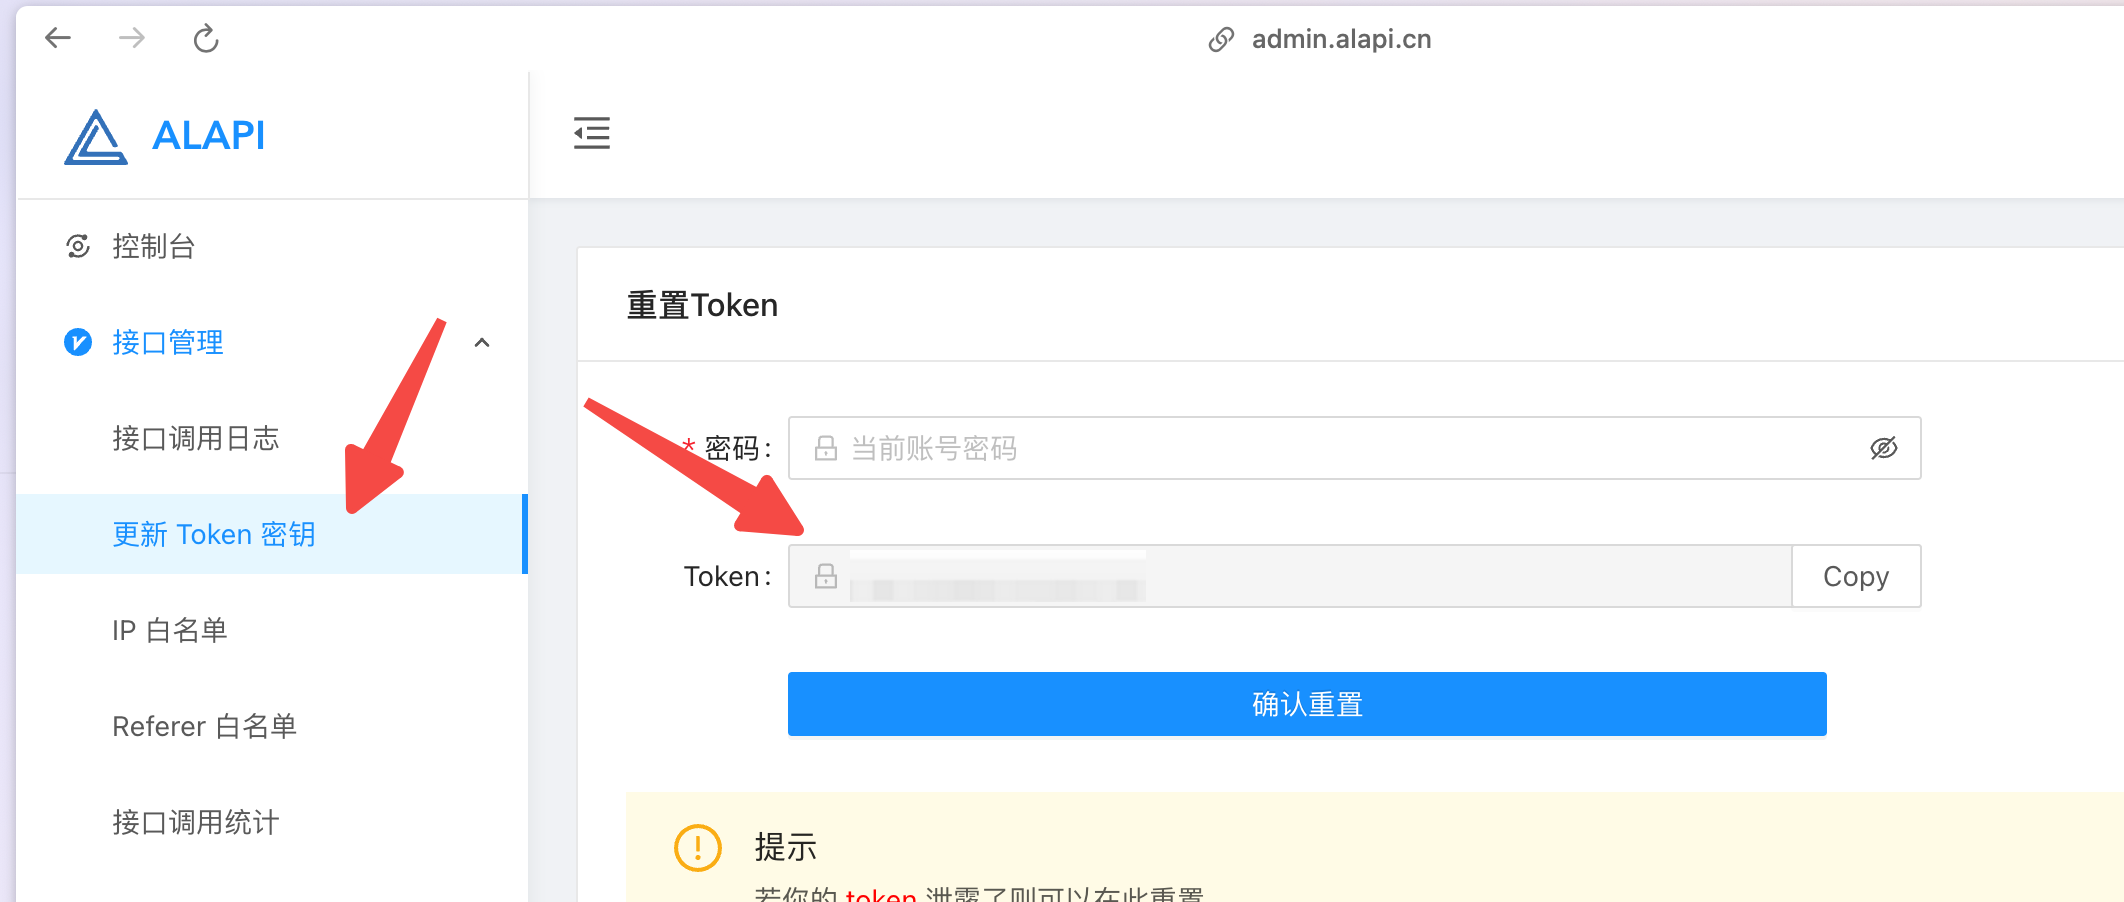 admin.alapi.cn
ALAPI
控制台
接口管理
接口调用日志
更新 Token 密钥
IP 白名单
Referer 白名单
接口调用统计
重置Token
* 密码:
当前账号密码
Token:
Copy
确认重置
提示
若你的 token 泄露了则可以在此重置